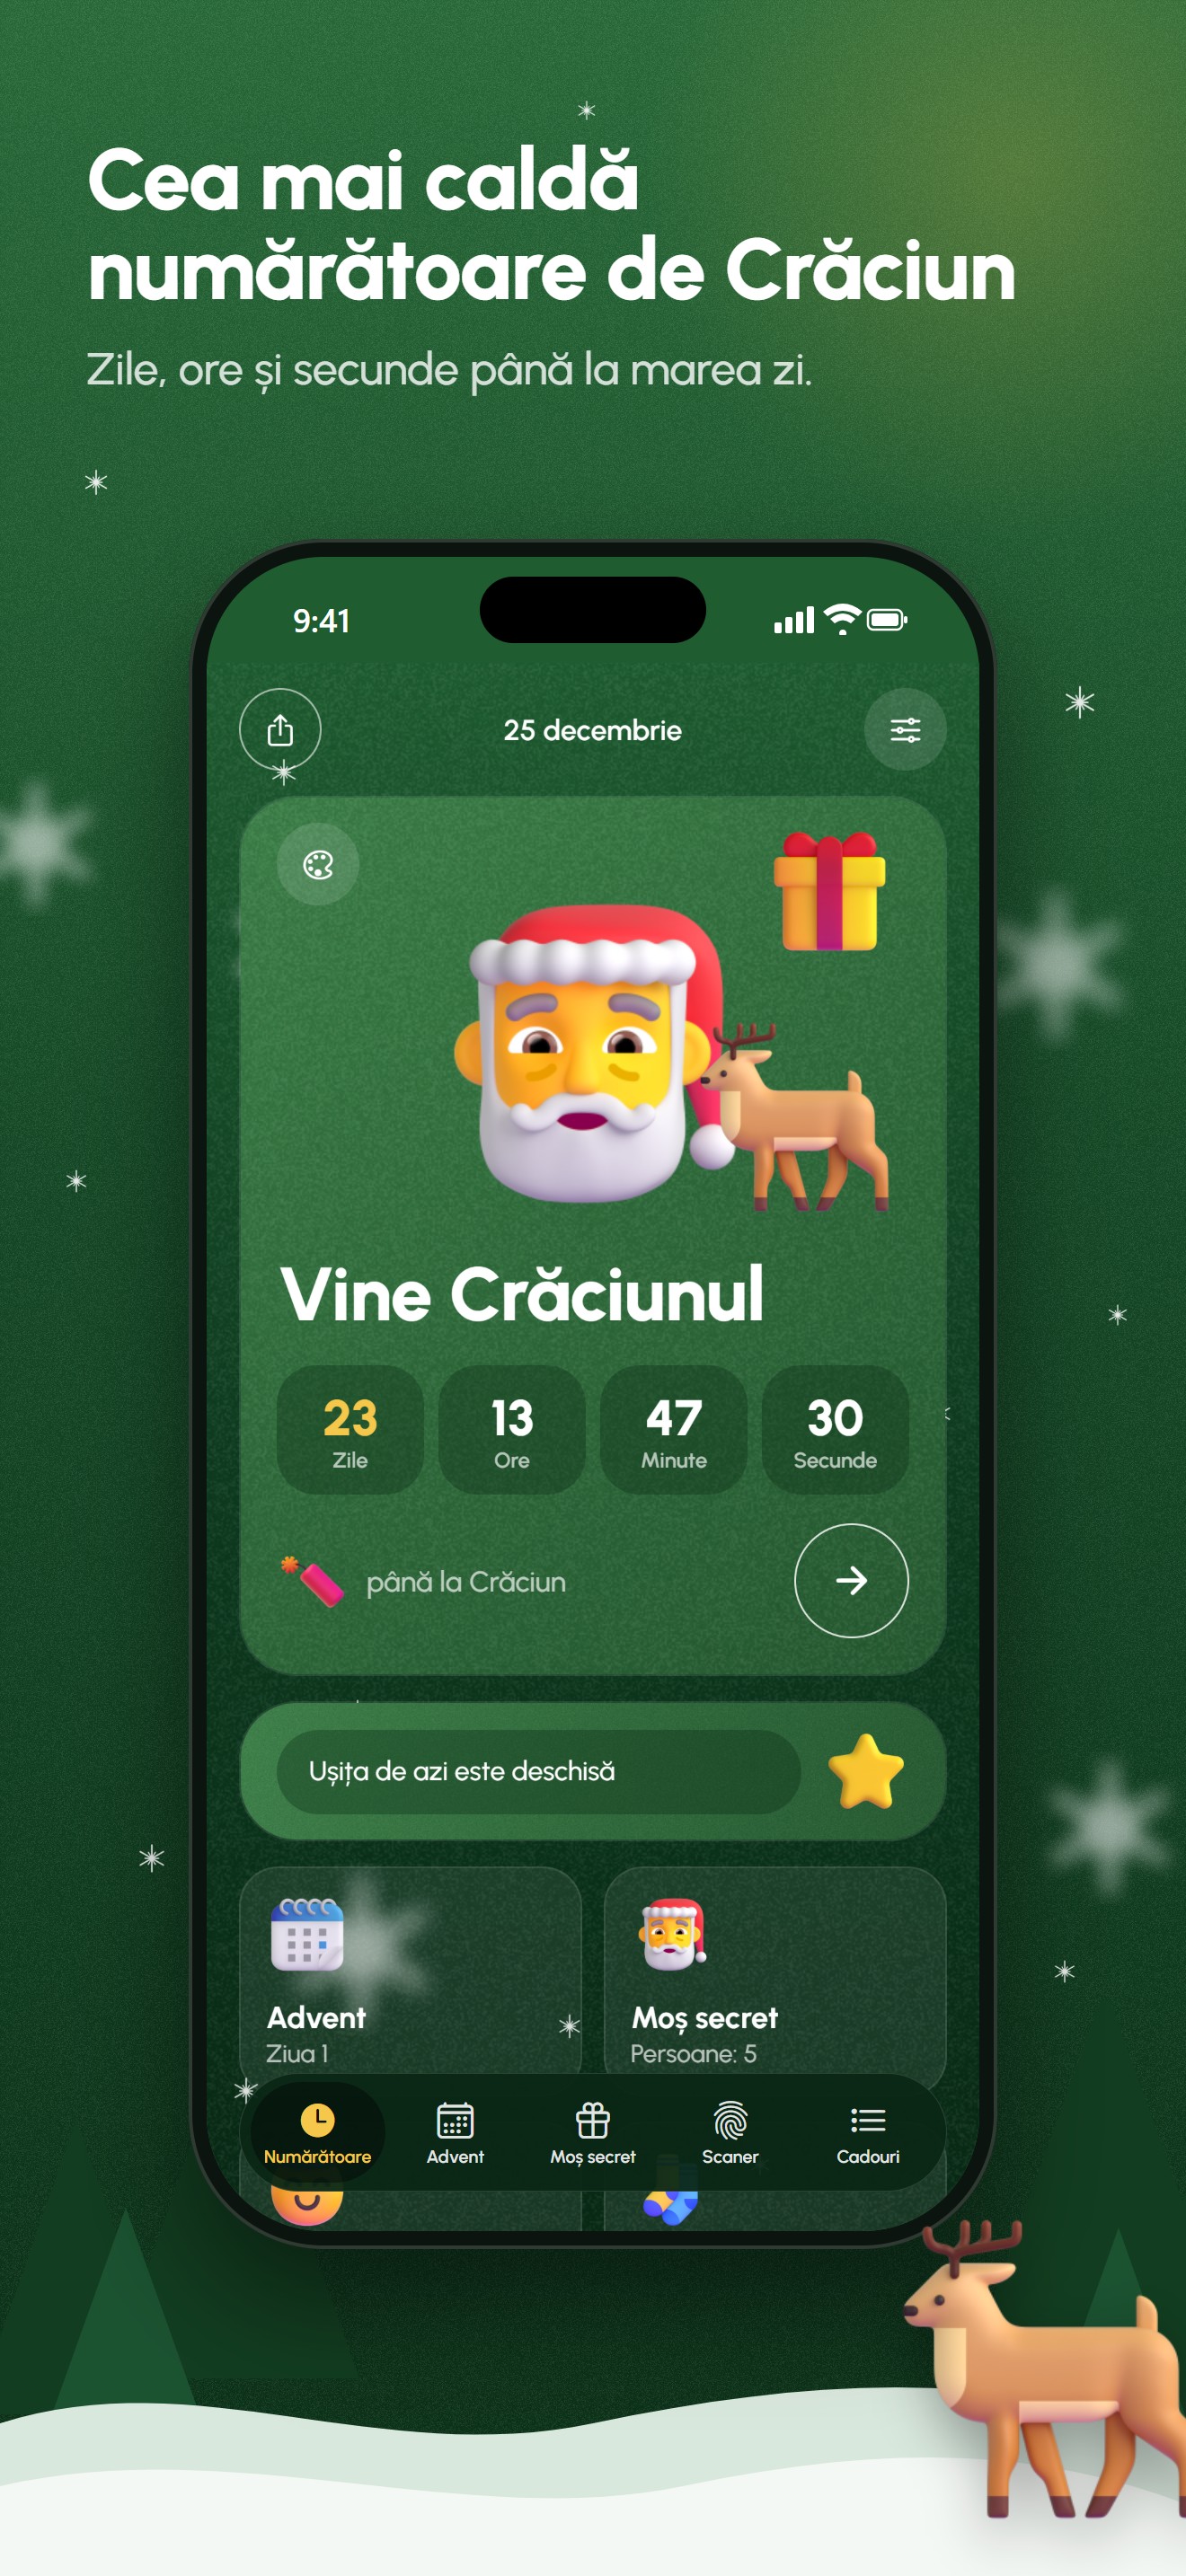 Cea mai caldă
numărătoare de Crăciun
Zile, ore și secunde până la marea zi.
9:41
25 decembrie
Vine Crăciunul
23 13 47 30
Zile Ore Minute Secunde
până la Crăciun
Ușița de azi este deschisă
Advent Moș secret
Ziua 1 Persoane: 5
Numărătoare Advent Moș secret Scaner Cadouri